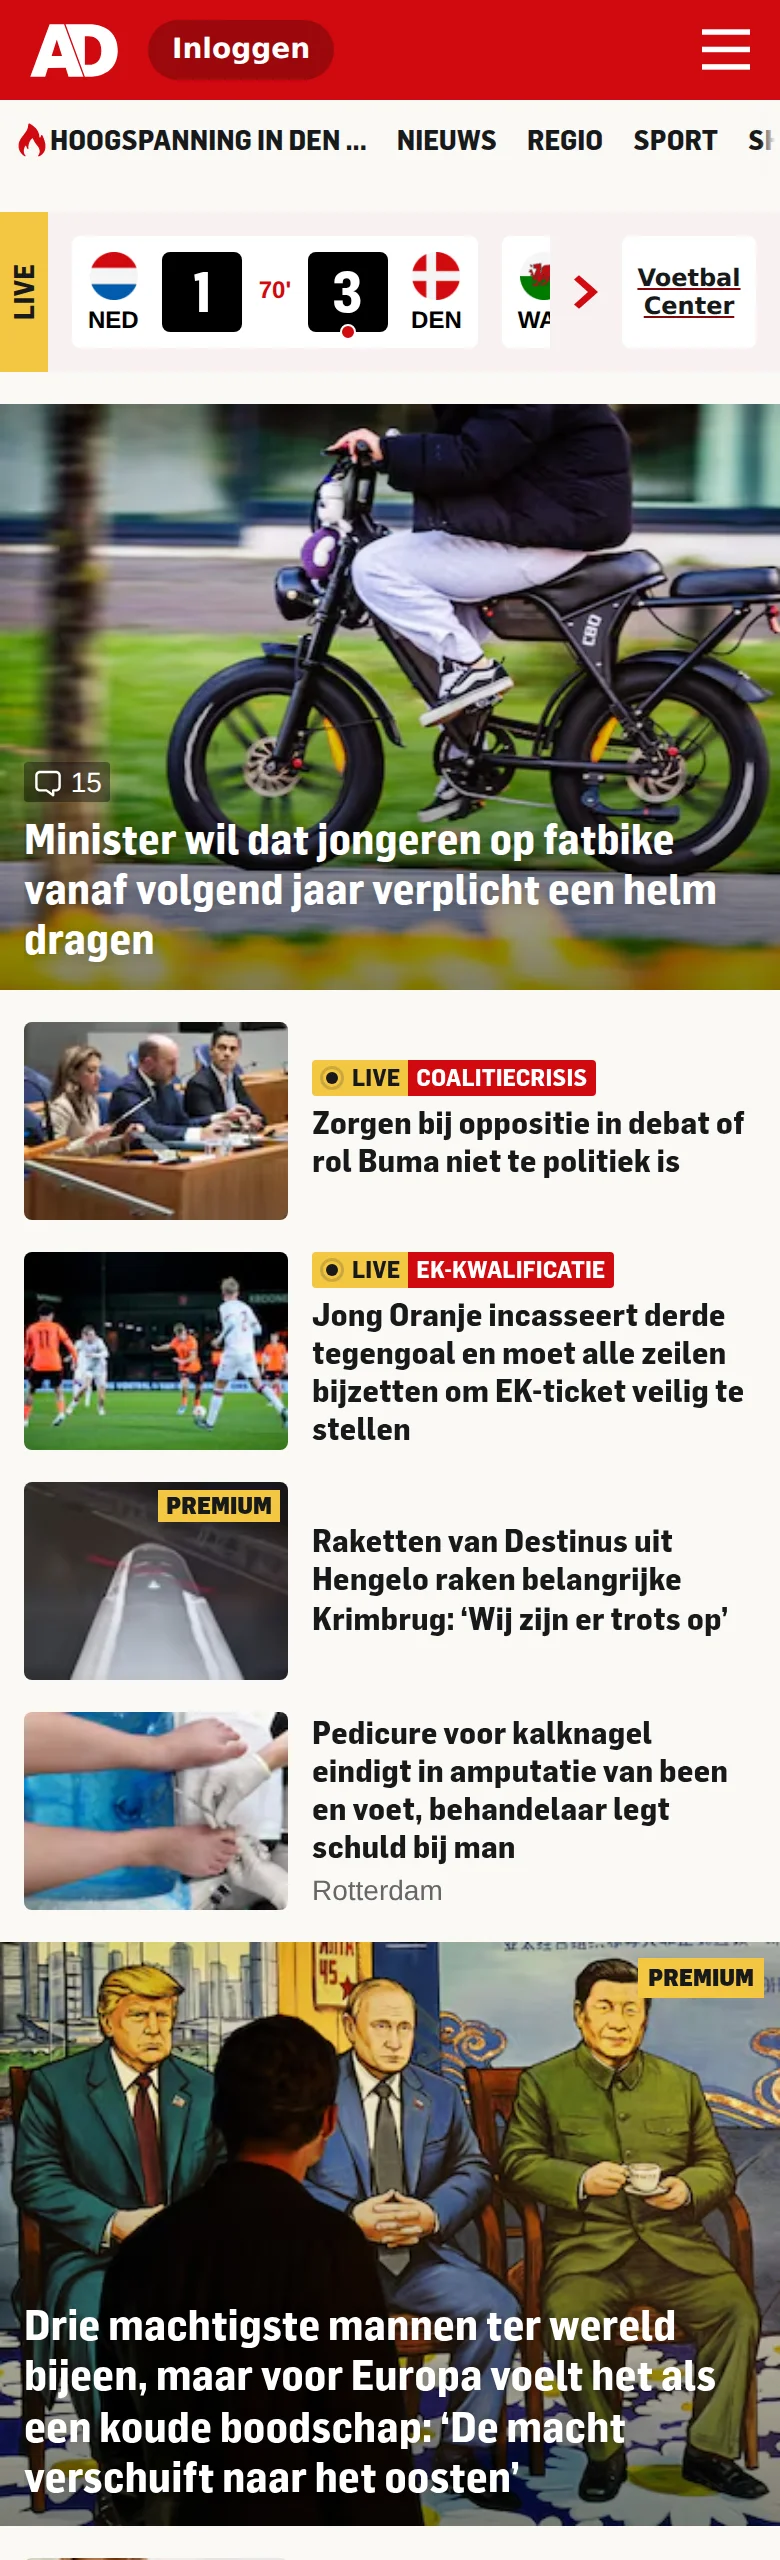 AD
Inloggen
HOOGSPANNING IN DEN ...
NIEUWS
REGIO
SPORT
LIVE
NED
1
70'
3
DEN
WA
Voetbal
Center
CBO
15
Minister wil dat jongeren op fatbike
vanaf volgend jaar verplicht een helm
dragen
LIVE COALITIECRISIS
Zorgen bij oppositie in debat of
rol Buma niet te politiek is
LIVE EK-KWALIFICATIE
Jong Oranje incasseert derde
tegengoal en moet alle zeilen
bijzetten om EK-ticket veilig te
stellen
11
PREMIUM
Raketten van Destinus uit
Hengelo raken belangrijke
Krimbrug: ‘Wij zijn er trots op’
Pedicure voor kalknagel
eindigt in amputatie van been
en voet, behandelaar legt
schuld bij man
Rotterdam
45
PREMIUM
Drie machtigste mannen ter wereld
bijeen, maar voor Europa voelt het als
een koude boodschap: ‘De macht
verschuift naar het oosten’